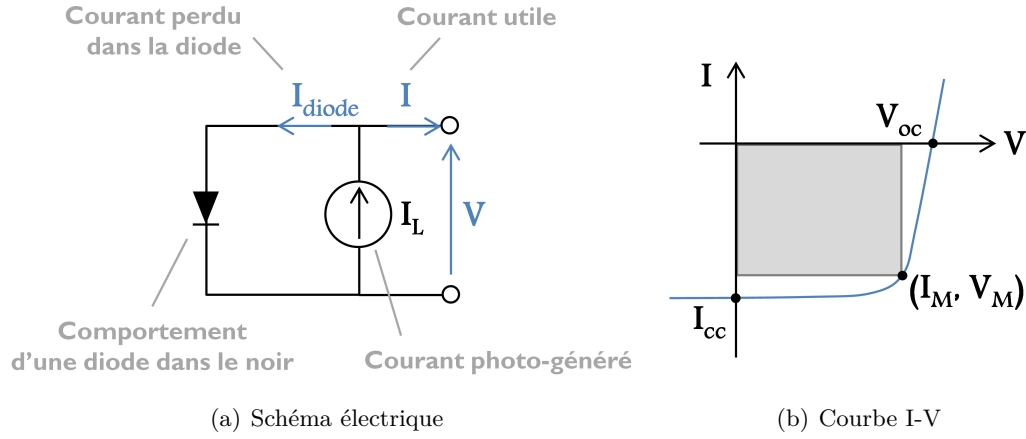 Courant perdu
dans la diode
Courant utile
I_diode
I
I_L
V
Comportement
d'une diode dans le noir
Courant photo-généré
(a) Schéma électrique
I
V_oc
V
(I_M, V_M)
I_cc
(b) Courbe I-V